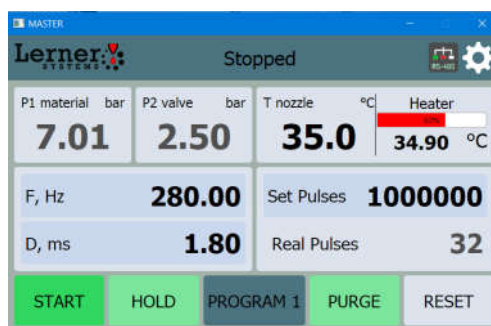 MASTER
Lerner
SYSTEMS
Stopped
RS-485
P1 material bar
7.01
P2 valve bar
2.50
T nozzle °C
35.0
Heater
34.90 °C
F, Hz 280.00
D, ms 1.80
Set Pulses 1000000
Real Pulses 32
START HOLD PROGRAM 1 PURGE RESET